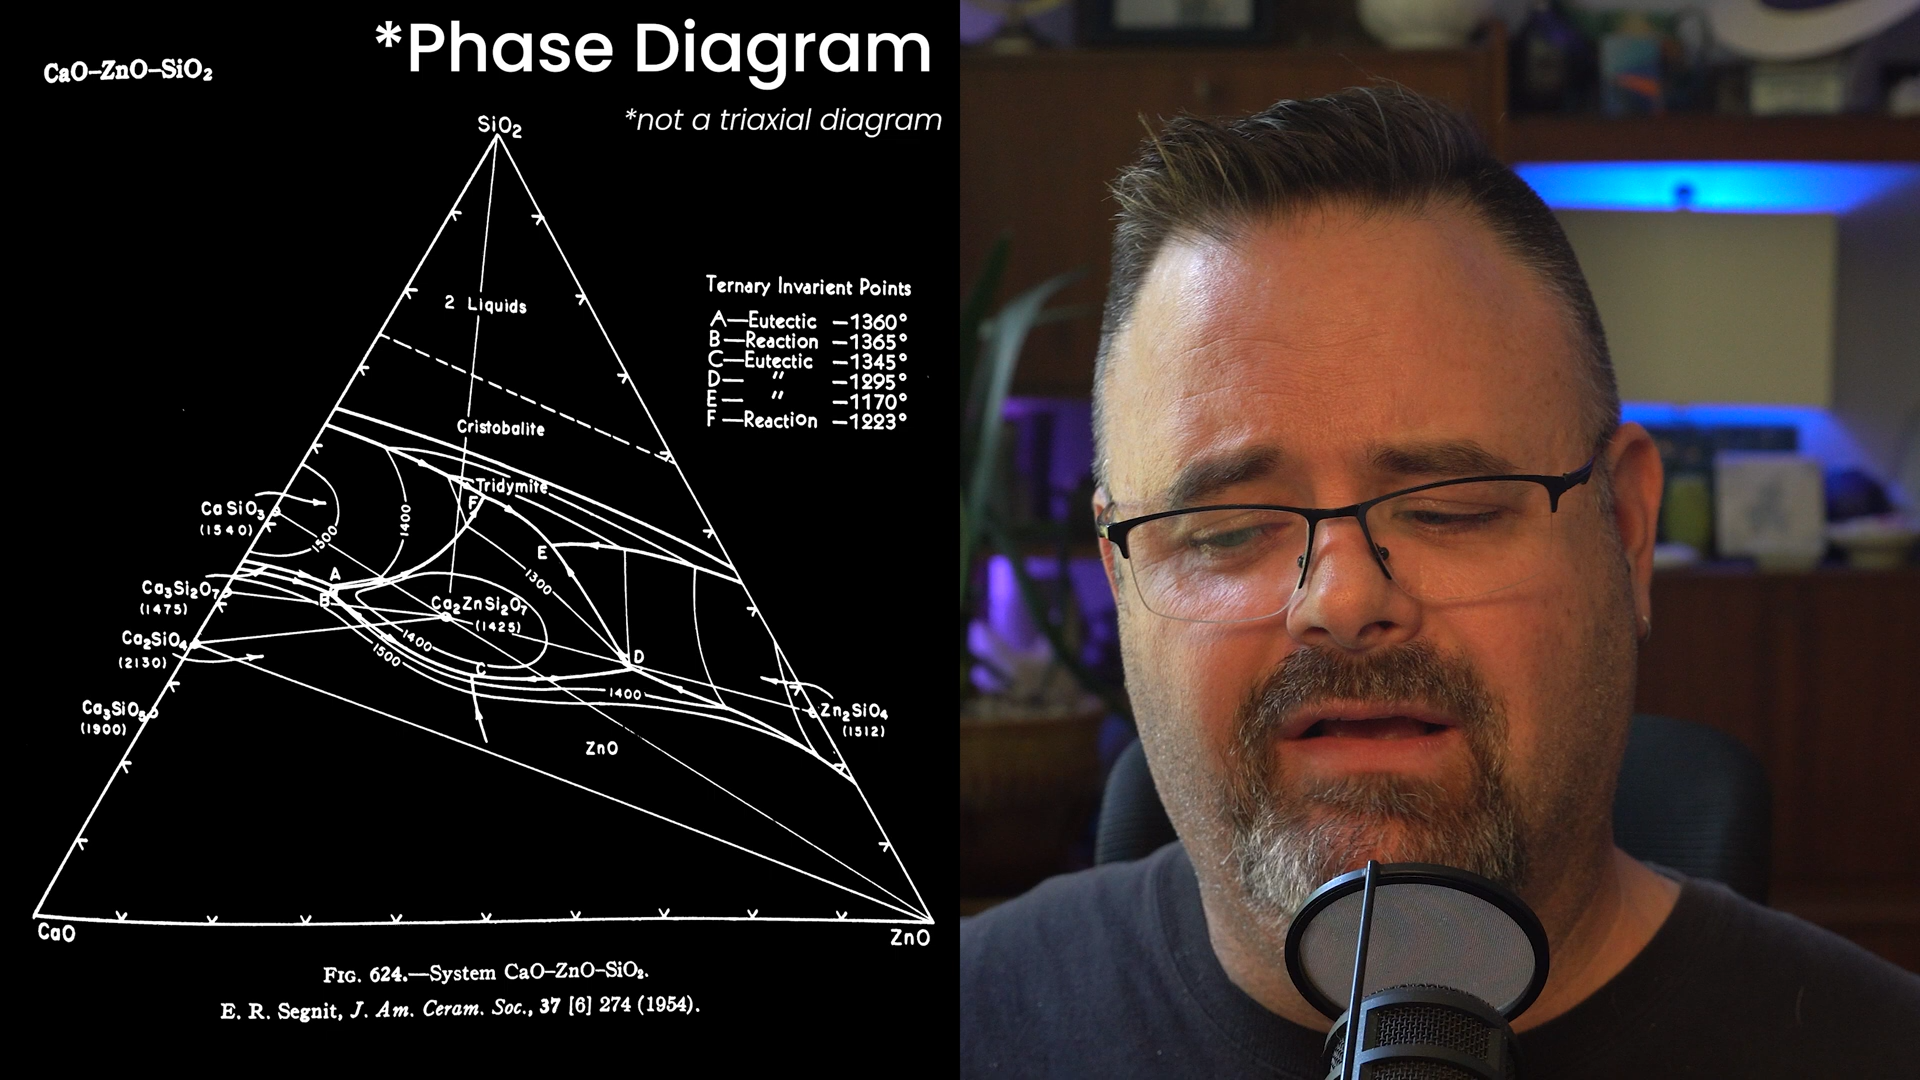 *Phase Diagram
*not a triaxial diagram
CaO–ZnO–SiO₂
SiO₂
2 Liquids
Ternary Invarient Points
A—Eutectic –1360°
B—Reaction –1365°
C—Eutectic –1345°
D— " –1295°
E— " –1170°
F—Reaction –1223°
Cristobalite
Tridymite
F
CaSiO₃
(1540)
1500
1400
E
A
1300
Ca₃Si₂O₇
(1475)
B
Ca₂ZnSi₂O₇
(1425)
Ca₂SiO₄
(2130)
1400
1500
C
D
1400
Ca₃SiO₅
(1900)
Zn₂SiO₄
(1512)
ZnO
CaO
ZnO
FIG. 624.—System CaO–ZnO–SiO₂.
E. R. Segnit, J. Am. Ceram. Soc., 37 [6] 274 (1954).